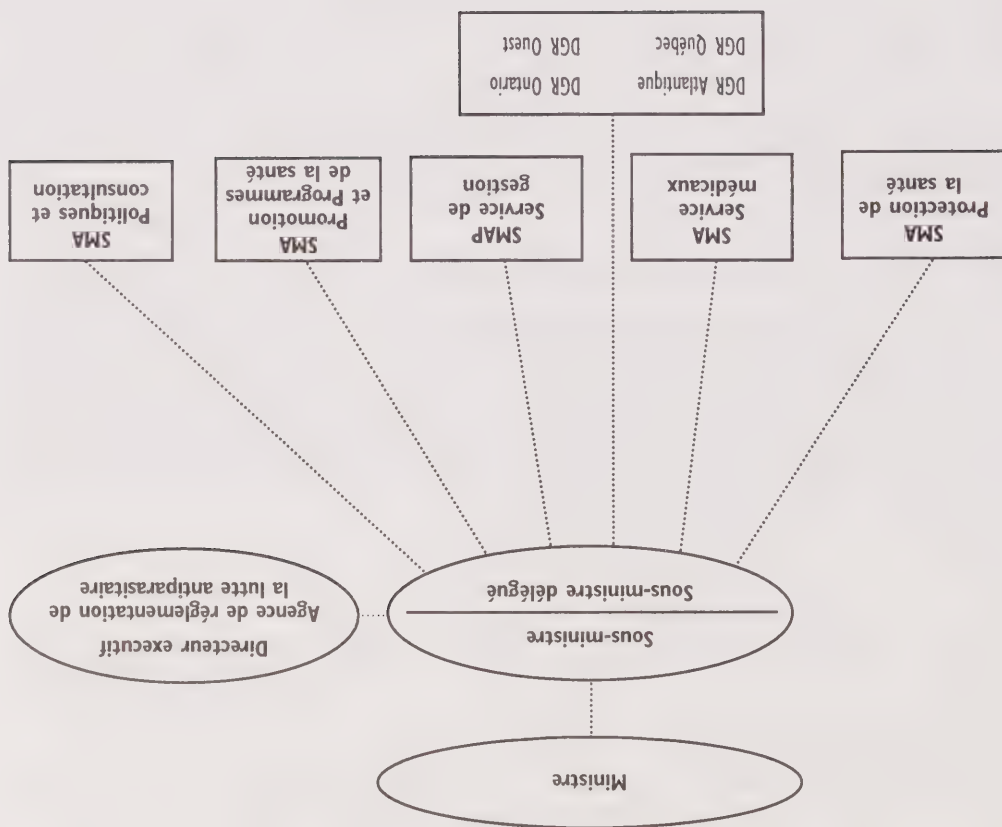 Ministre
Sous-ministre
Sous-ministre délégué
Directeur executif
Agence de réglementation de
la lutte antiparasitaire
SMA
Protection de
la santé
SMA
Service
médicaux
SMAP
Service de
gestion
SMA
Promotion
et Programmes
de la santé
SMA
Politiques et
consultation
DGR Atlantique DGR Ontario
DGR Québec DGR Ouest